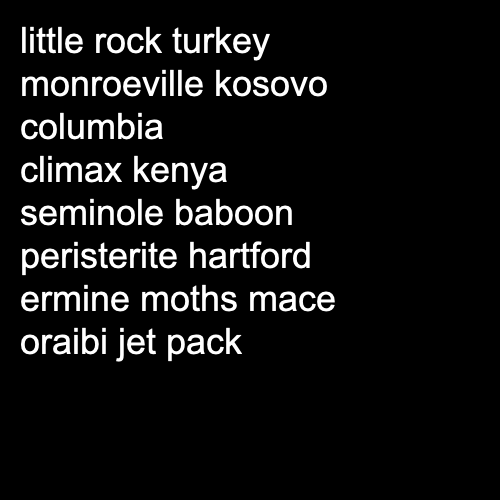 little rock turkey
monroeville kosovo
columbia
climax kenya
seminole baboon
peristerite hartford
ermine moths mace
oraibi jet pack